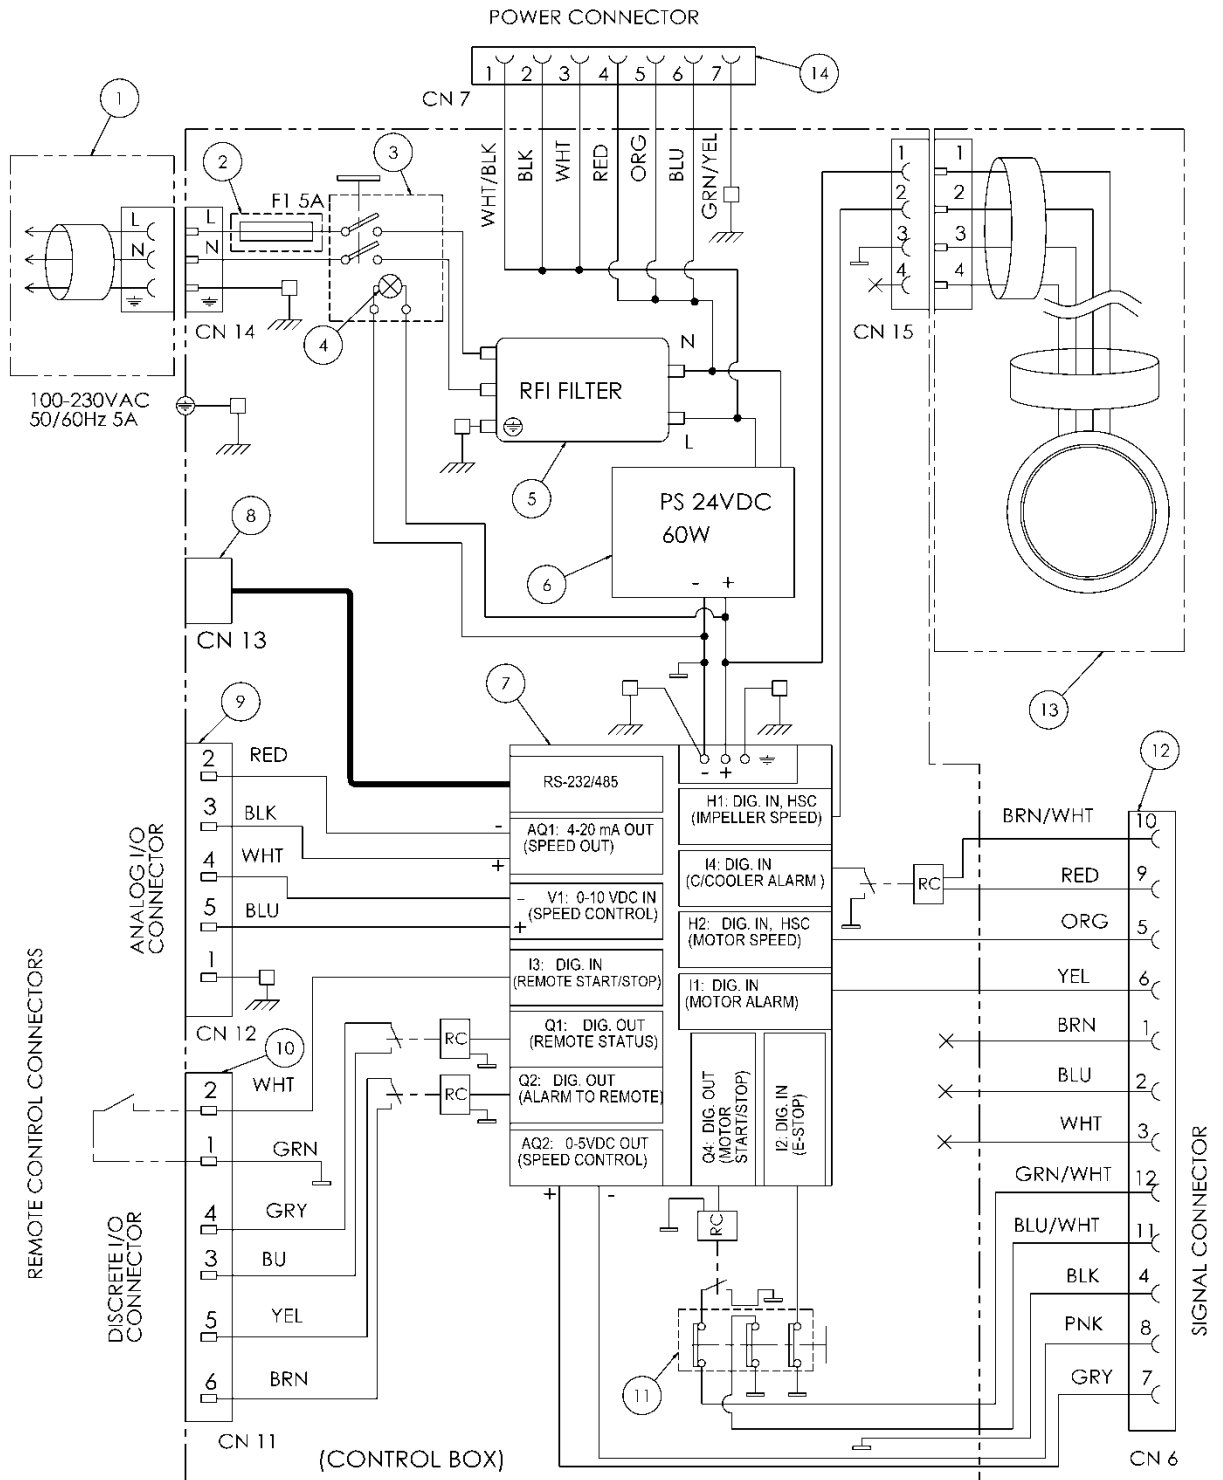 POWER CONNECTOR
1 2 3 4 5 6 7
14
CN 7
1
2
3
WHT/BLK
BLK
WHT
RED
ORG
BLU
GRN/YEL
F1 5A
L L
N N
CN 14
4
100-230VAC
50/60Hz 5A
1 1
2 2
3 3
4 4
CN 15
N
RFI FILTER
L
5
PS 24VDC
60W
- +
6
8
CN 13
13
7
9
12
ANALOG I/O
CONNECTOR
2 RED
3 BLK
4 WHT
5 BLU
1
CN 12
REMOTE CONTROL CONNECTORS
10
DISCRETE I/O
CONNECTOR
2 WHT
1 GRN
4 GRY
3 BU
5 YEL
6 BRN
CN 11
(CONTROL BOX)
RS-232/485
- +
- AQ1: 4-20 mA OUT
+ (SPEED OUT)
- V1: 0-10 VDC IN
+ (SPEED CONTROL)
I3: DIG. IN
(REMOTE START/STOP)
RC
Q1: DIG. OUT
(REMOTE STATUS)
RC
Q2: DIG. OUT
(ALARM TO REMOTE)
AQ2: 0-5VDC OUT
(SPEED CONTROL)
+ -
H1: DIG. IN, HSC
(IMPELLER SPEED)
I4: DIG. IN
(C/COOLER ALARM )
RC
H2: DIG. IN, HSC
(MOTOR SPEED)
I1: DIG. IN
(MOTOR ALARM)
Q4: DIG. OUT
(MOTOR
START/STOP)
I2: DIG. IN
(E-STOP)
RC
11
BRN/WHT 10
RED 9
ORG 5
YEL 6
BRN 1
BLU 2
WHT 3
GRN/WHT 12
BLU/WHT 11
BLK 4
PNK 8
GRY 7
SIGNAL CONNECTOR
CN 6